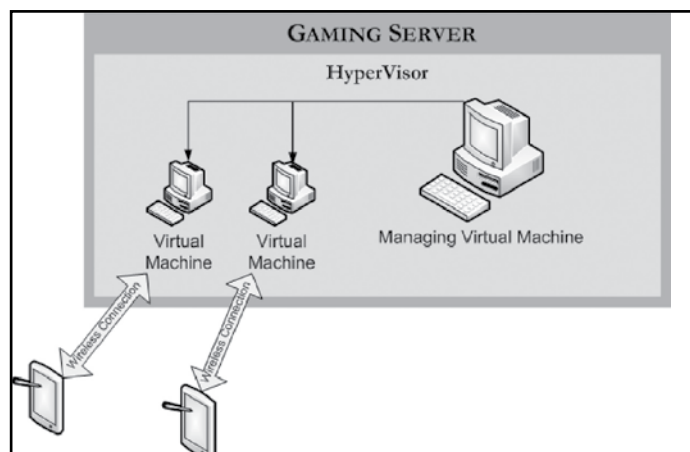 GAMING SERVER
HyperVisor
Virtual
Machine
Virtual
Machine
Managing Virtual Machine
Wireless Connection
Wireless Connection